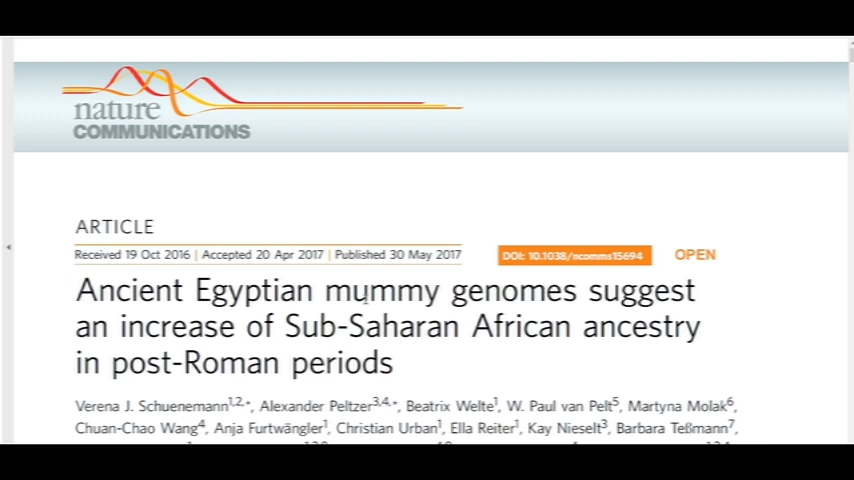 nature
COMMUNICATIONS
ARTICLE
Received 19 Oct 2016 | Accepted 20 Apr 2017 | Published 30 May 2017
DOI: 10.1038/ncomms15694
OPEN
Ancient Egyptian mummy genomes suggest
an increase of Sub-Saharan African ancestry
in post-Roman periods
Verena J. Schuenemann1,2,*, Alexander Peltzer3,4,*, Beatrix Welte1, W. Paul van Pelt5, Martyna Molak6,
Chuan-Chao Wang4, Anja Furtwängler1, Christian Urban1, Ella Reiter1, Kay Nieselt3, Barbara Teßmann7,